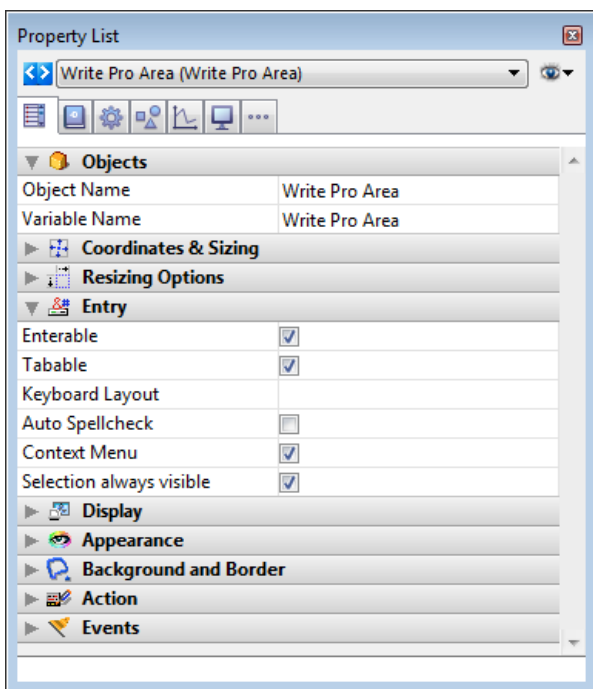 Property List
Write Pro Area (Write Pro Area)
Objects
Object Name Write Pro Area
Variable Name Write Pro Area
Coordinates & Sizing
Resizing Options
Entry
Enterable
Tabable
Keyboard Layout
Auto Spellcheck
Context Menu
Selection always visible
Display
Appearance
Background and Border
Action
Events